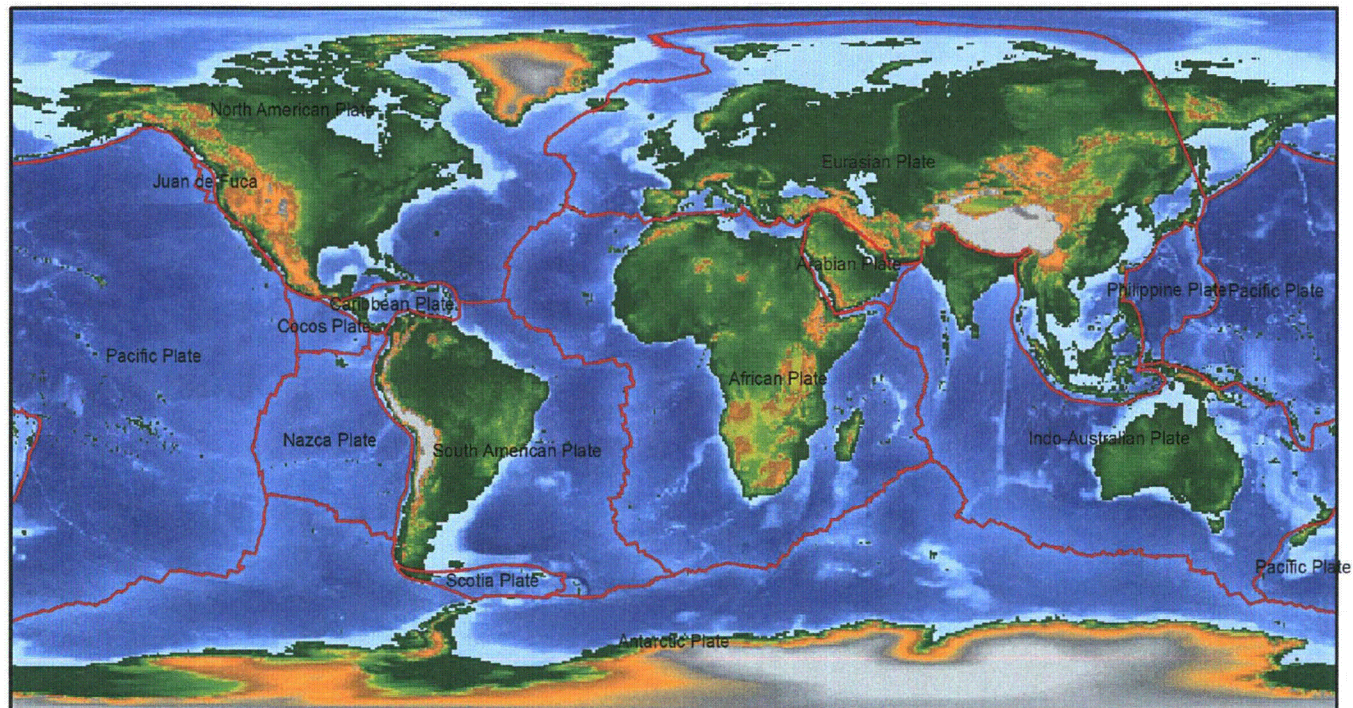 North American Plate
Eurasian Plate
Juan de Fuca
Arabian Plate
Philippine Plate
Pacific Plate
Caribbean Plate
Cocos Plate
Pacific Plate
African Plate
Nazca Plate
South American Plate
Indo-Australian Plate
Scotia Plate
Pacific Plate
Antarctic Plate